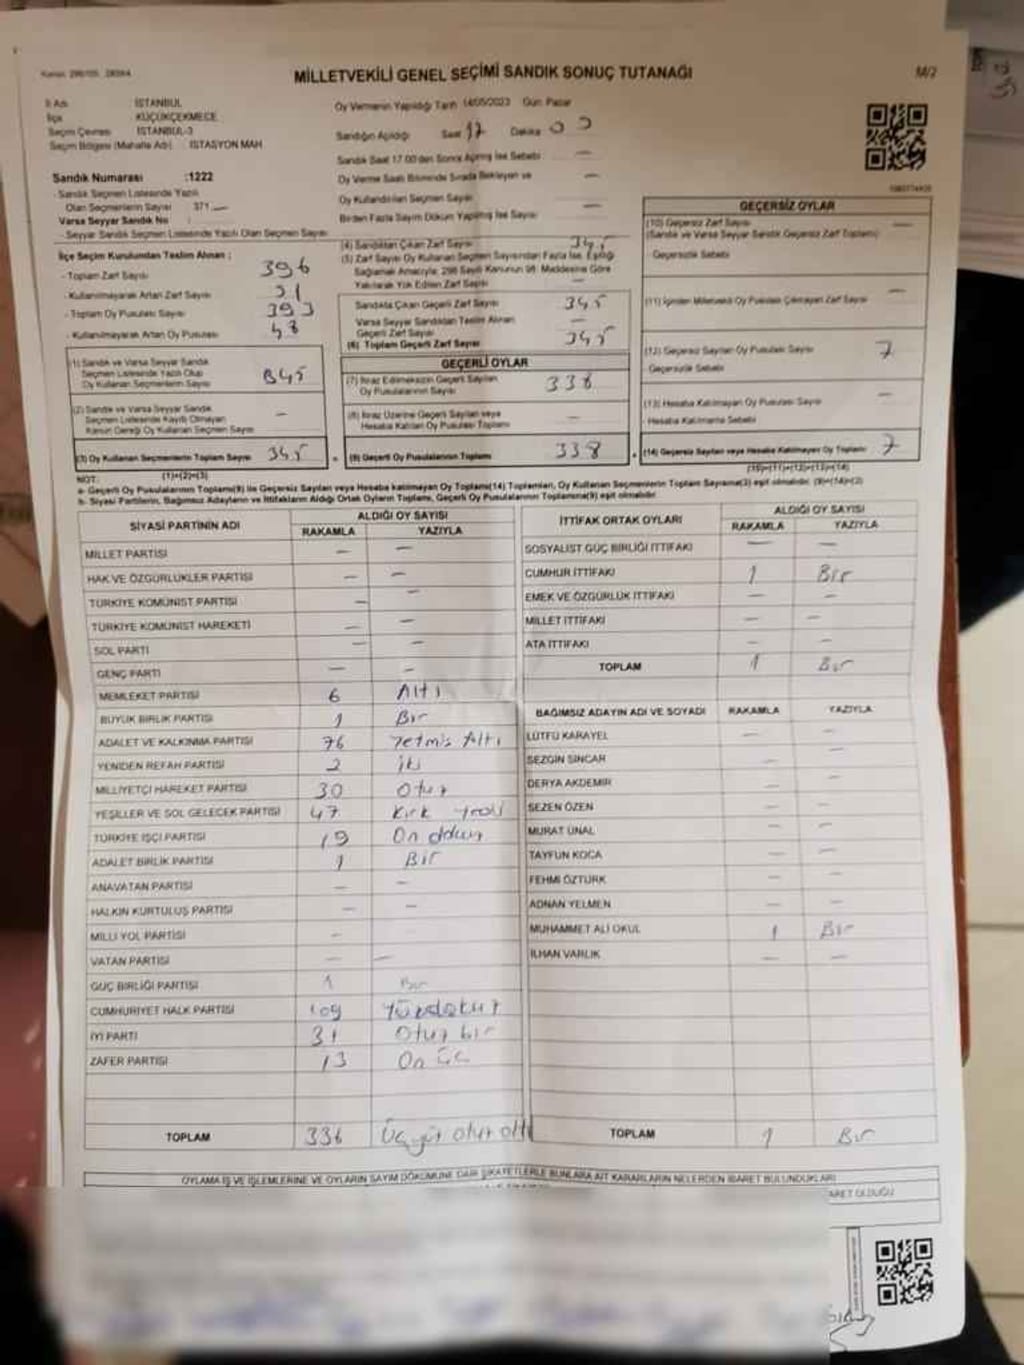 MİLLETVEKİLİ GENEL SEÇİMİ SANDIK SONUÇ TUTANAĞI
M/2
İl Adı : İSTANBUL
İlçe : KÜÇÜKÇEKMECE
Seçim Çevresi : İSTANBUL-3
Seçim Bölgesi (Mahalle Adı) : İSTASYON MAH.
Oy Vermenin Yapıldığı Tarih 14/05/2023 Gün Pazar
Sandığın Açıldığı Saat 17 Dakika 00
Sandık Saat 17.00'den Sonra Açılmış İse Sebebi —
Oy Verme Saati Bitiminde Sırada Bekleyen ve
Oy Kullandırılan Seçmen Sayısı —
Birden Fazla Sayım Döküm Yapılmış İse Sayısı —
Sandık Numarası :1222
- Sandık Seçmen Listesinde Yazılı
Olan Seçmenlerin Sayısı 371
Varsa Seyyar Sandık No :
- Seyyar Sandık Seçmen Listesinde Yazılı Olan Seçmen Sayısı
İlçe Seçim Kurulundan Teslim Alınan :
- Toplam Zarf Sayısı 396
- Kullanılmayarak Artan Zarf Sayısı 51
- Toplam Oy Pusulası Sayısı 393
- Kullanılmayarak Artan Oy Pusulası 48
(1) Sandık ve Varsa Seyyar Sandık
Seçmen Listesinde Yazılı Olup
Oy Kullanan Seçmenlerin Sayısı 345
(2) Sandık ve Varsa Seyyar Sandık
Seçmen Listesinde Kayıtlı Olmayan
Kanun Gereği Oy Kullanan Seçmen Sayısı —
(3) Oy Kullanan Seçmenlerin Toplam Sayısı 345
(1)+(2)=(3)
(4) Sandıktan Çıkan Zarf Sayısı 345
(5) Zarf Sayısı Oy Kullanan Seçmen Sayısından Fazla İse, Eşitliği
Sağlamak Amacıyla, 298 Sayılı Kanunun 98. Maddesine Göre
Yakılarak Yok Edilen Zarf Sayısı —
Sandıkta Çıkan Geçerli Zarf Sayısı 345
Varsa Seyyar Sandıktan Teslim Alınan
Geçerli Zarf Sayısı —
(6) Toplam Geçerli Zarf Sayısı 345
GEÇERLİ OYLAR
(7) İtiraz Edilmeksizin Geçerli Sayılan
Oy Pusulalarının Sayısı 338
(8) İtiraz Üzerine Geçerli Sayılan veya
Hesaba Katılan Oy Pusulası Toplamı —
(9) Geçerli Oy Pusulalarının Toplamı 338
GEÇERSİZ OYLAR
(10) Geçersiz Zarf Sayısı —
(Sandık ve Varsa Seyyar Sandık Geçersiz Zarf Toplamı)
Geçersizlik Sebebi
(11) İçinden Milletvekili Oy Pusulası Çıkmayan Zarf Sayısı —
(12) Geçersiz Sayılan Oy Pusulası Sayısı 7
Geçersizlik Sebebi
(13) Hesaba Katılmayan Oy Pusulası Sayısı —
- Hesaba Katılmama Sebebi
(14) Geçersiz Sayılan veya Hesaba Katılmayan Oy Toplamı 7
(10)+(11)+(12)+(13)=(14)
NOT:
a- Geçerli Oy Pusulalarının Toplamı(9) ile Geçersiz Sayılan veya hesaba katılmayan Oy Toplamı(14) Toplamları, Oy Kullanan Seçmenlerin Toplam Sayısına(3) eşit olmalıdır. (9)+(14)=(3)
b- Siyasi Partilerin, Bağımsız Adayların ve İttifakların Aldığı Ortak Oyların Toplamı, Geçerli Oy Pusulalarının Toplamına(9) eşit olmalıdır.
SİYASİ PARTİNİN ADI ALDIĞI OY SAYISI
RAKAMLA YAZIYLA
MİLLET PARTİSİ — —
HAK VE ÖZGÜRLÜKLER PARTİSİ — —
TÜRKİYE KOMÜNİST PARTİSİ — —
TÜRKİYE KOMÜNİST HAREKETİ — —
SOL PARTİ — —
GENÇ PARTİ — —
MEMLEKET PARTİSİ 6 Altı
BÜYÜK BİRLİK PARTİSİ 1 Bir
ADALET VE KALKINMA PARTİSİ 76 Yetmiş Altı
YENİDEN REFAH PARTİSİ 2 İki
MİLLİYETÇİ HAREKET PARTİSİ 30 Otuz
YEŞİLLER VE SOL GELECEK PARTİSİ 47 Kırk yedi
TÜRKİYE İŞÇİ PARTİSİ 19 On dokuz
ADALET BİRLİK PARTİSİ 1 Bir
ANAVATAN PARTİSİ — —
HALKIN KURTULUŞ PARTİSİ — —
MİLLİ YOL PARTİSİ — —
VATAN PARTİSİ — —
GÜÇ BİRLİĞİ PARTİSİ 1 Bir
CUMHURİYET HALK PARTİSİ 109 Yüzdokuz
İYİ PARTİ 31 Otuz bir
ZAFER PARTİSİ 13 On üç
TOPLAM 336 Üçyüz otuz altı
İTTİFAK ORTAK OYLARI ALDIĞI OY SAYISI
RAKAMLA YAZIYLA
SOSYALİST GÜÇ BİRLİĞİ İTTİFAKI — —
CUMHUR İTTİFAKI 1 Bir
EMEK VE ÖZGÜRLÜK İTTİFAKI — —
MİLLET İTTİFAKI — —
ATA İTTİFAKI — —
TOPLAM 1 Bir
BAĞIMSIZ ADAYIN ADI VE SOYADI RAKAMLA YAZIYLA
LÜTFÜ KARAYEL — —
SEZGİN SİNCAR — —
DERYA AKDEMİR — —
SEZEN ÖZEN — —
MURAT ÜNAL — —
TAYFUN KOCA — —
FEHMİ ÖZTÜRK — —
ADNAN YELMEN — —
MUHAMMET ALİ OKUL 1 Bir
İLHAN VARLIK — —
TOPLAM 1 Bir
OYLAMA İŞ VE İŞLEMLERİNE VE OYLARIN SAYIM DÖKÜMÜNE DAİR ŞİKAYETLERLE BUNLARA AİT KARARLARIN NELERDEN İBARET BULUNDUKLARI